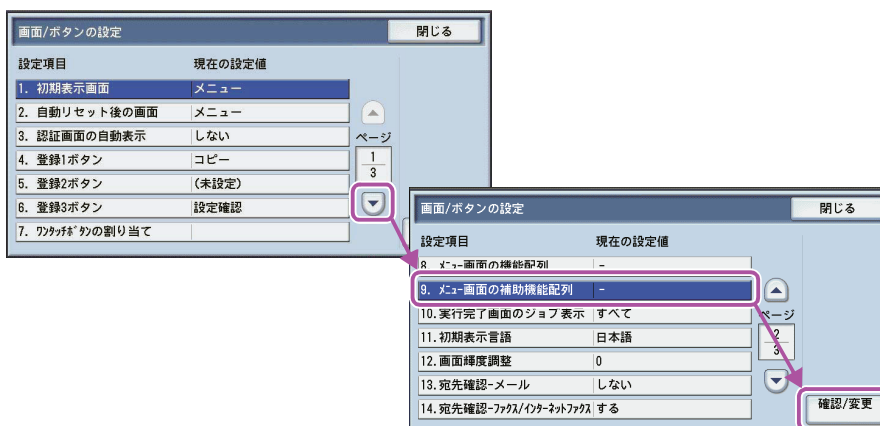 画面/ボタンの設定 閉じる
設定項目 現在の設定値
1. 初期表示画面 メニュー
2. 自動リセット後の画面 メニュー
3. 認証画面の自動表示 しない
4. 登録1ボタン コピー
5. 登録2ボタン (未設定)
6. 登録3ボタン 設定確認
7. ﾜﾝﾀｯﾁﾎﾞﾀﾝの割り当て
ページ
1
3
画面/ボタンの設定 閉じる
設定項目 現在の設定値
8. ﾒﾆｭｰ画面の機能配列 -
9. ﾒﾆｭｰ画面の補助機能配列 -
10.実行完了画面のジョブ表示 すべて
11.初期表示言語 日本語
12.画面輝度調整 0
13.宛先確認-メール しない
14.宛先確認-ﾌｧｸｽ/ｲﾝﾀｰﾈｯﾄﾌｧｸｽ する
ページ
2
3
確認/変更